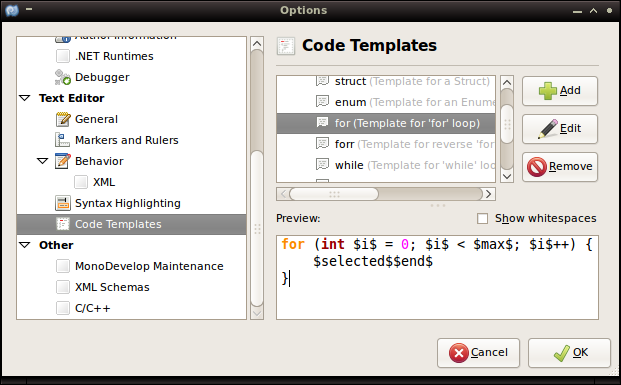 Options
Author Information
.NET Runtimes
Debugger
Text Editor
General
Markers and Rulers
Behavior
XML
Syntax Highlighting
Code Templates
Other
MonoDevelop Maintenance
XML Schemas
C/C++
Code Templates
struct (Template for a Struct)
enum (Template for an Enume
for (Template for 'for' loop)
forr (Template for reverse 'for
while (Template for 'while' loo
Add
Edit
Remove
Preview:
Show whitespaces
for (int $i$ = 0; $i$ < $max$; $i$++) {
$selected$$end$
}
Cancel
OK